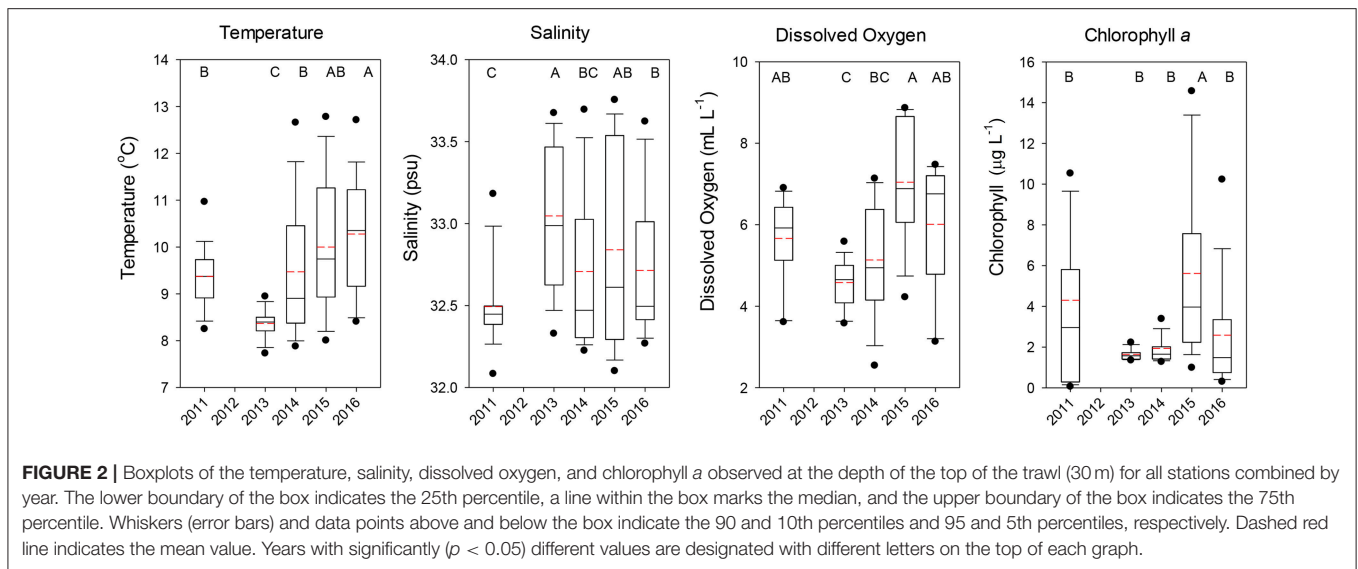 Temperature
Temperature (°C)
14
13
12
11
10
9
8
7
B C B AB A
2011 2012 2013 2014 2015 2016
Salinity
Salinity (psu)
34.0
33.5
33.0
32.5
32.0
C A BC AB B
2011 2012 2013 2014 2015 2016
Dissolved Oxygen
Dissolved Oxygen (mL L⁻¹)
10
8
6
4
2
AB C BC A AB
2011 2012 2013 2014 2015 2016
Chlorophyll a
Chlorophyll (µg L⁻¹)
16
14
12
10
8
6
4
2
0
B B B A B
2011 2012 2013 2014 2015 2016
FIGURE 2 | Boxplots of the temperature, salinity, dissolved oxygen, and chlorophyll a observed at the depth of the top of the trawl (30 m) for all stations combined by
year. The lower boundary of the box indicates the 25th percentile, a line within the box marks the median, and the upper boundary of the box indicates the 75th
percentile. Whiskers (error bars) and data points above and below the box indicate the 90 and 10th percentiles and 95 and 5th percentiles, respectively. Dashed red
line indicates the mean value. Years with significantly (p < 0.05) different values are designated with different letters on the top of each graph.